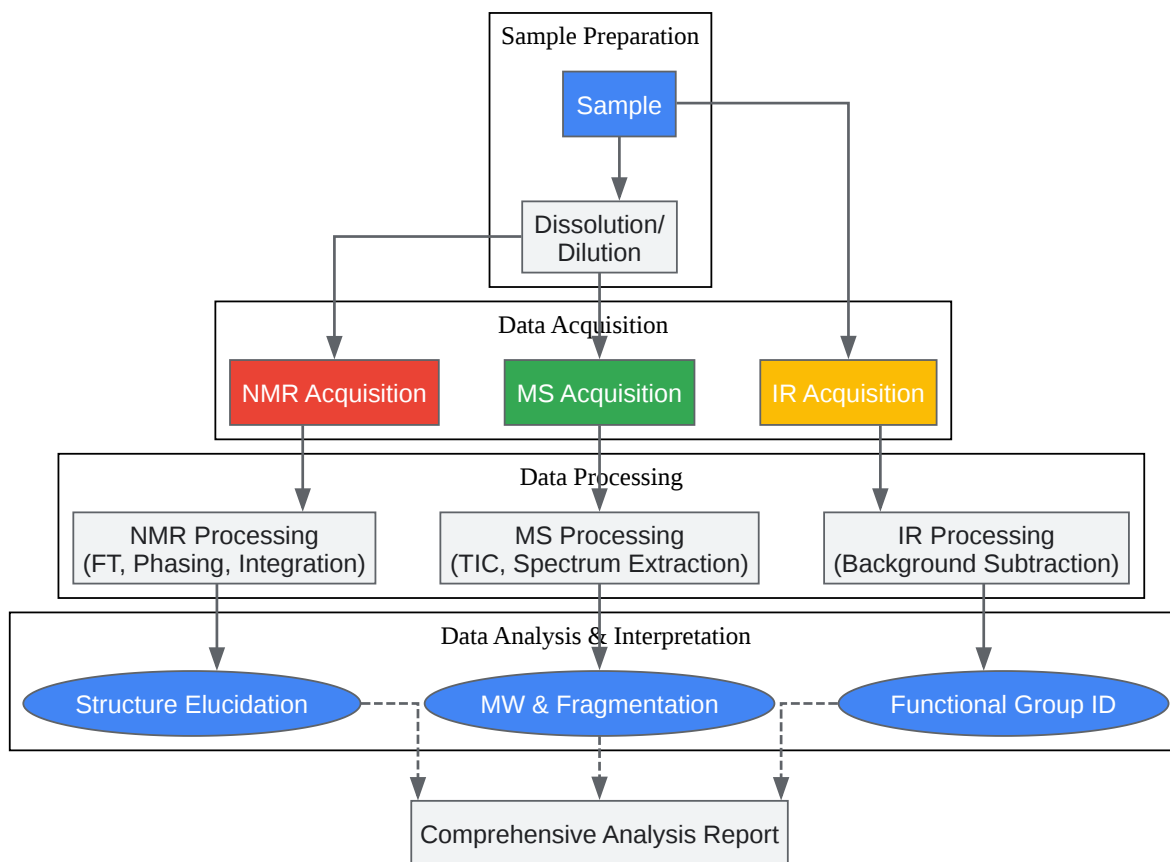 Sample Preparation
Sample
Dissolution/
Dilution
Data Acquisition
NMR Acquisition
MS Acquisition
IR Acquisition
Data Processing
NMR Processing
(FT, Phasing, Integration)
MS Processing
(TIC, Spectrum Extraction)
IR Processing
(Background Subtraction)
Data Analysis & Interpretation
Structure Elucidation
MW & Fragmentation
Functional Group ID
Comprehensive Analysis Report